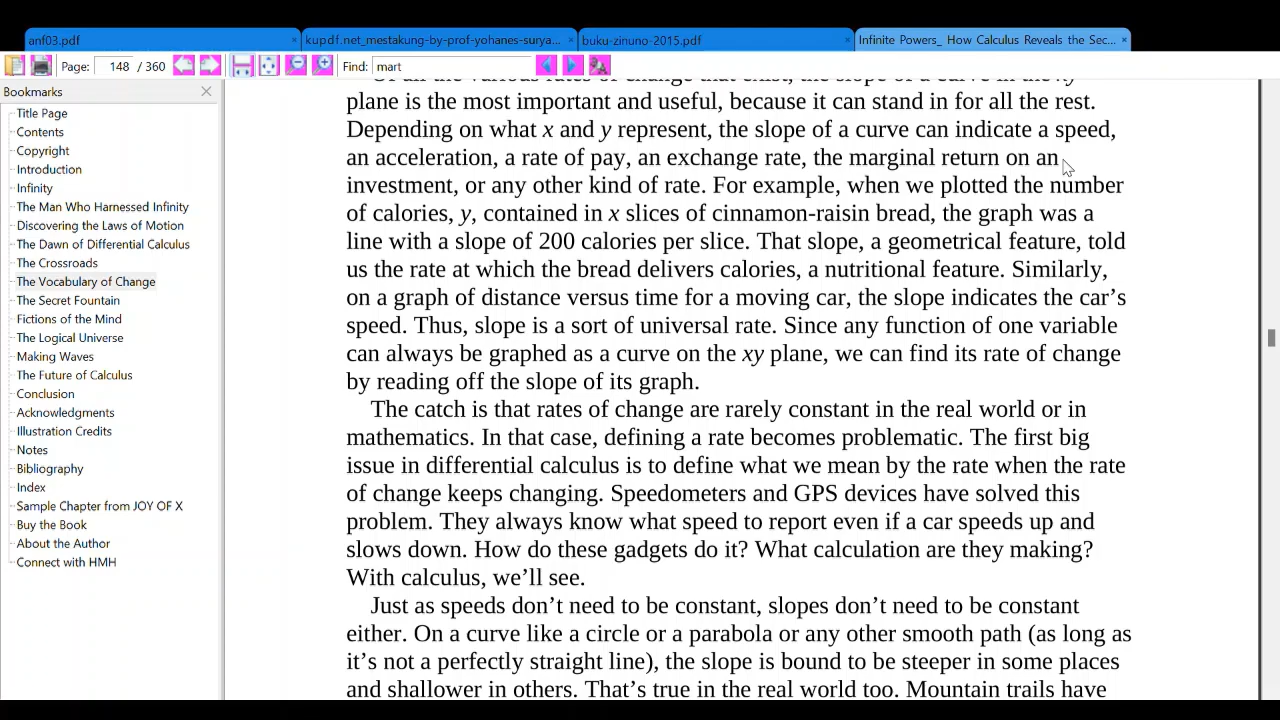 anf03.pdf
kupdf.net_mestakung-by-prof-yohanes-surya...
buku-zinuno-2015.pdf
Infinite Powers_ How Calculus Reveals the Sec...
Page: 148 / 360
Find: mart
Bookmarks
Title Page
Contents
Copyright
Introduction
Infinity
The Man Who Harnessed Infinity
Discovering the Laws of Motion
The Dawn of Differential Calculus
The Crossroads
The Vocabulary of Change
The Secret Fountain
Fictions of the Mind
The Logical Universe
Making Waves
The Future of Calculus
Conclusion
Acknowledgments
Illustration Credits
Notes
Bibliography
Index
Sample Chapter from JOY OF X
Buy the Book
About the Author
Connect with HMH
Of all the various rates of change that exist, the slope of a curve in the xy
plane is the most important and useful, because it can stand in for all the rest.
Depending on what x and y represent, the slope of a curve can indicate a speed,
an acceleration, a rate of pay, an exchange rate, the marginal return on an
investment, or any other kind of rate. For example, when we plotted the number
of calories, y, contained in x slices of cinnamon-raisin bread, the graph was a
line with a slope of 200 calories per slice. That slope, a geometrical feature, told
us the rate at which the bread delivers calories, a nutritional feature. Similarly,
on a graph of distance versus time for a moving car, the slope indicates the car’s
speed. Thus, slope is a sort of universal rate. Since any function of one variable
can always be graphed as a curve on the xy plane, we can find its rate of change
by reading off the slope of its graph.
The catch is that rates of change are rarely constant in the real world or in
mathematics. In that case, defining a rate becomes problematic. The first big
issue in differential calculus is to define what we mean by the rate when the rate
of change keeps changing. Speedometers and GPS devices have solved this
problem. They always know what speed to report even if a car speeds up and
slows down. How do these gadgets do it? What calculation are they making?
With calculus, we’ll see.
Just as speeds don’t need to be constant, slopes don’t need to be constant
either. On a curve like a circle or a parabola or any other smooth path (as long as
it’s not a perfectly straight line), the slope is bound to be steeper in some places
and shallower in others. That’s true in the real world too. Mountain trails have